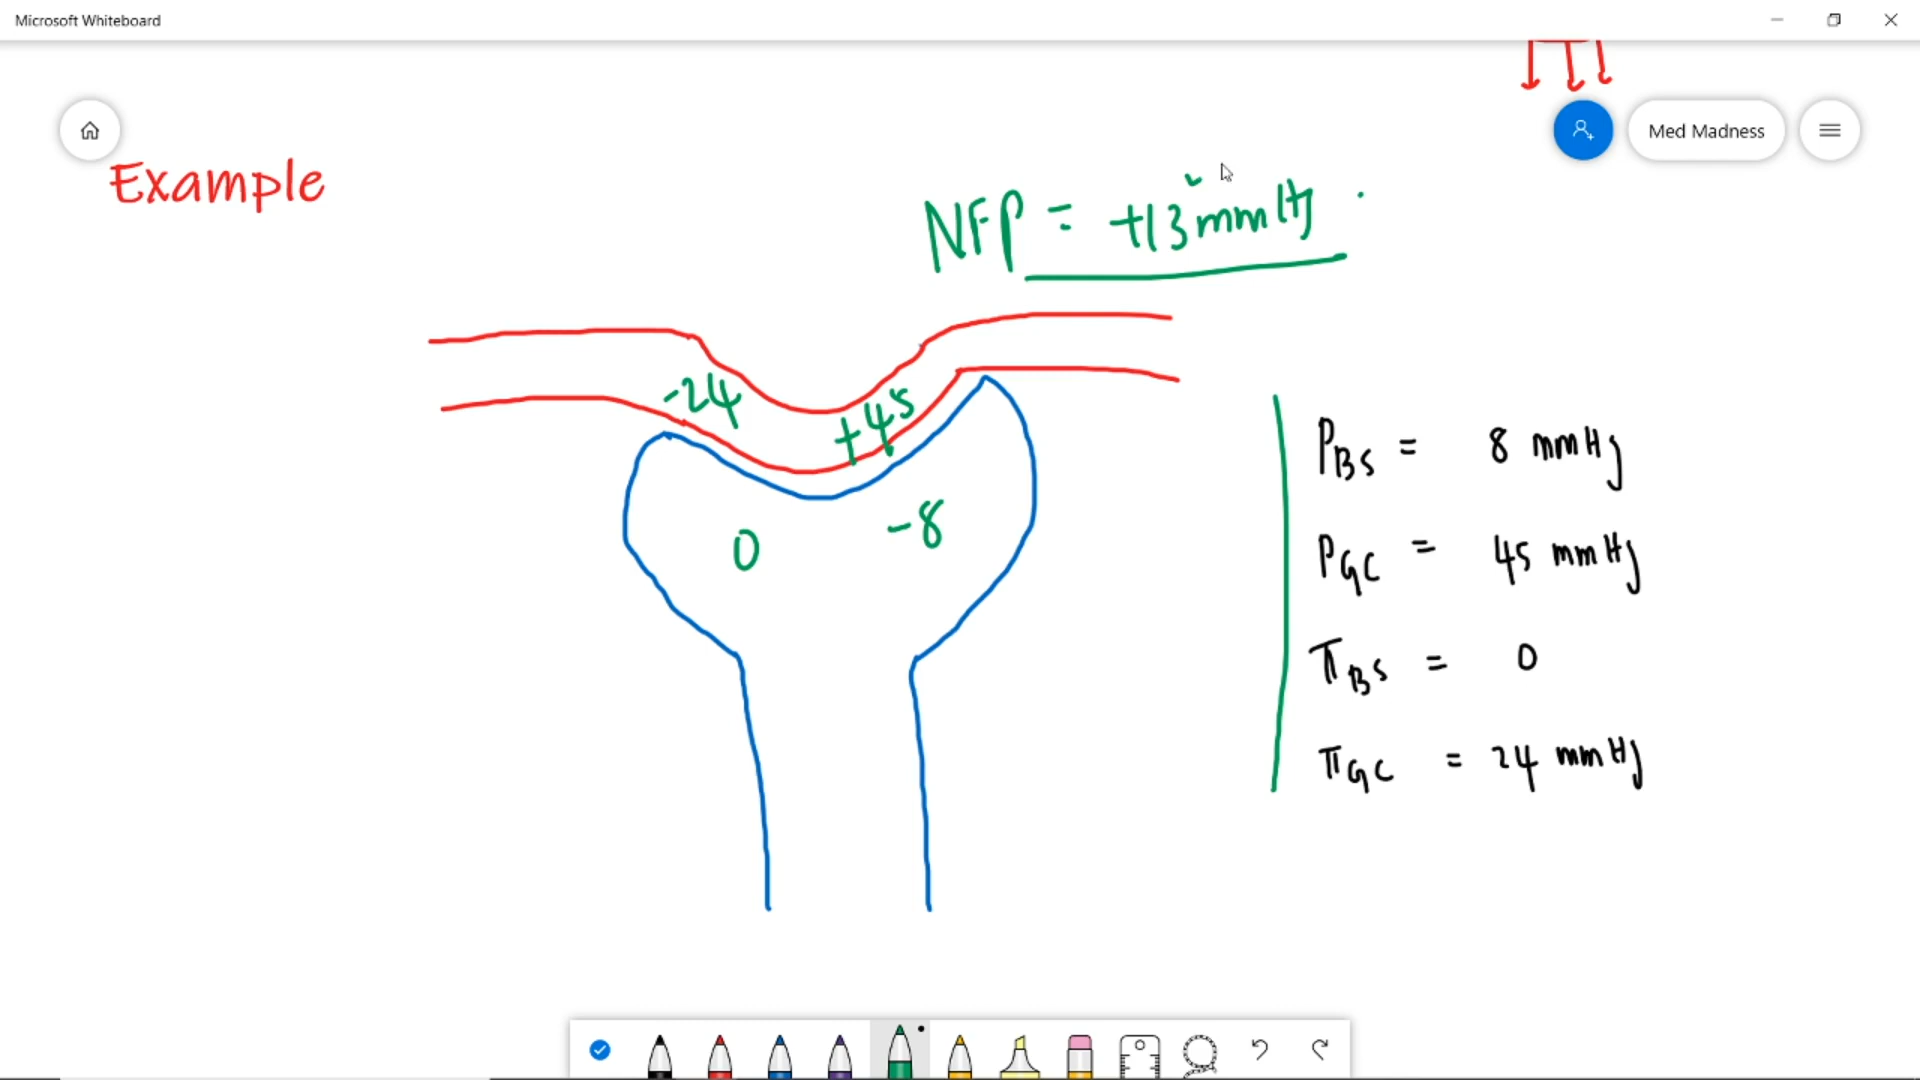 Microsoft Whiteboard
Med Madness
Example
NFP = +13 mmHg
-24
+45
0
-8
PBS = 8 mmHg
PGC = 45 mmHg
πBS = 0
πGC = 24 mmHg